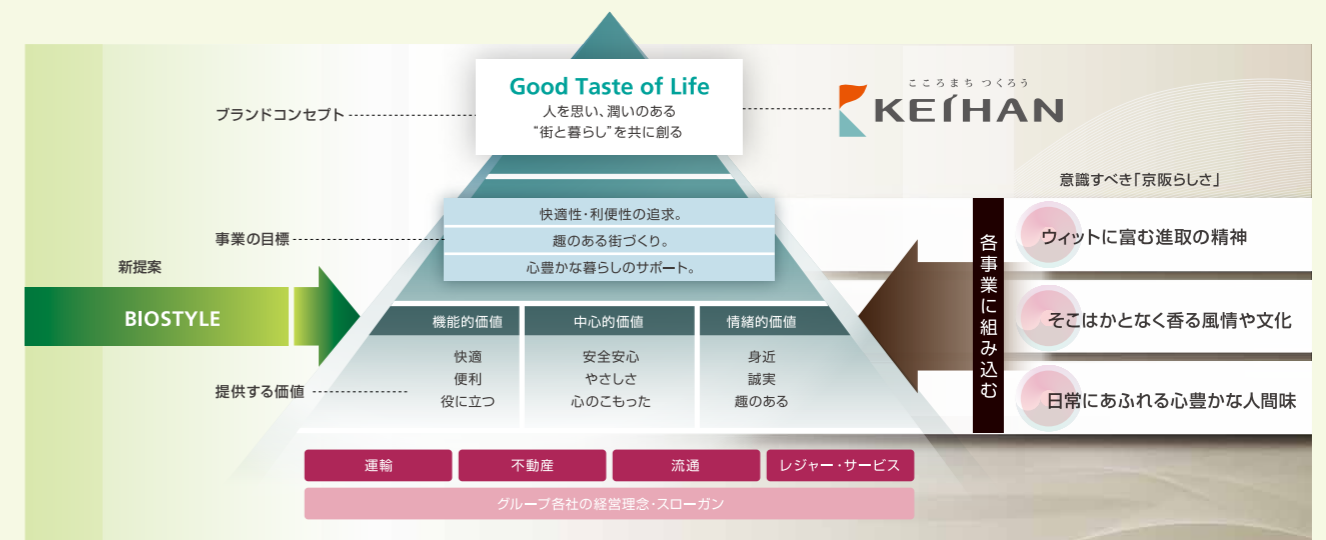 Good Taste of Life
人を思い、潤いのある
“街と暮らし”を共に創る
ブランドコンセプト
こころまち つくろう
KEIHAN
意識すべき「京阪らしさ」
快適性・利便性の追求。
趣のある街づくり。
心豊かな暮らしのサポート。
事業の目標
新提案
BIOSTYLE
機能的価値
快適
便利
役に立つ
中心的価値
安全安心
やさしさ
心のこもった
情緒的価値
身近
誠実
趣のある
提供する価値
各事業に組み込む
ウィットに富む進取の精神
そこはかとなく香る風情や文化
日常にあふれる心豊かな人間味
運輸
不動産
流通
レジャー・サービス
グループ各社の経営理念・スローガン